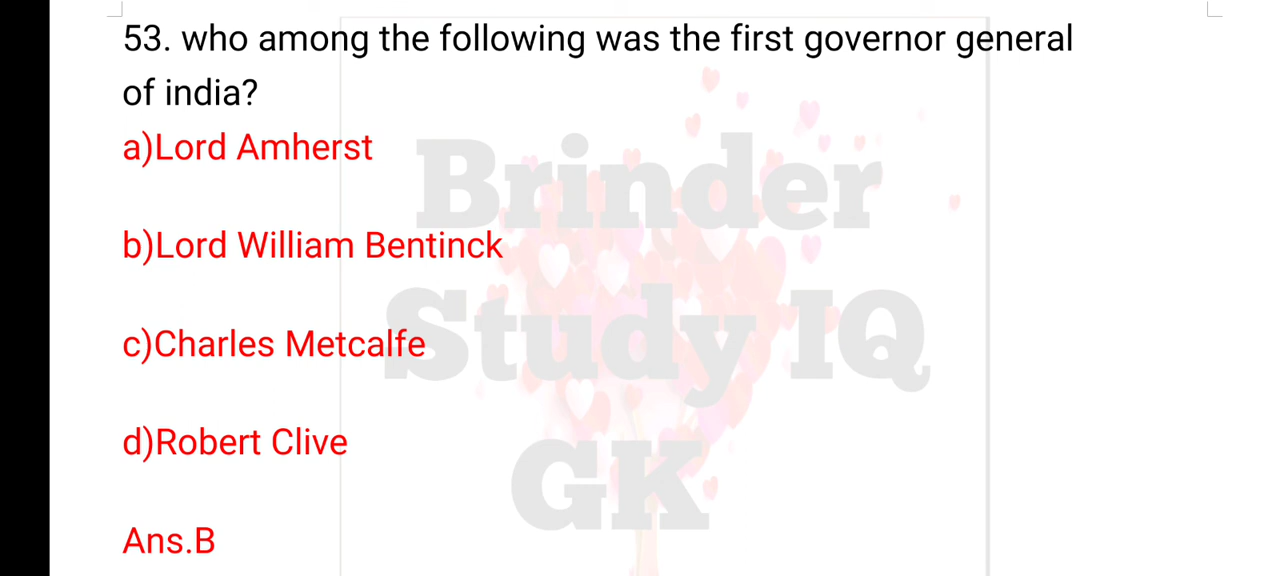 53. who among the following was the first governor general
of india?
a)Lord Amherst
Brinder
b)Lord William Bentinck
Study IQ
c)Charles Metcalfe
d)Robert Clive
GK
Ans.B